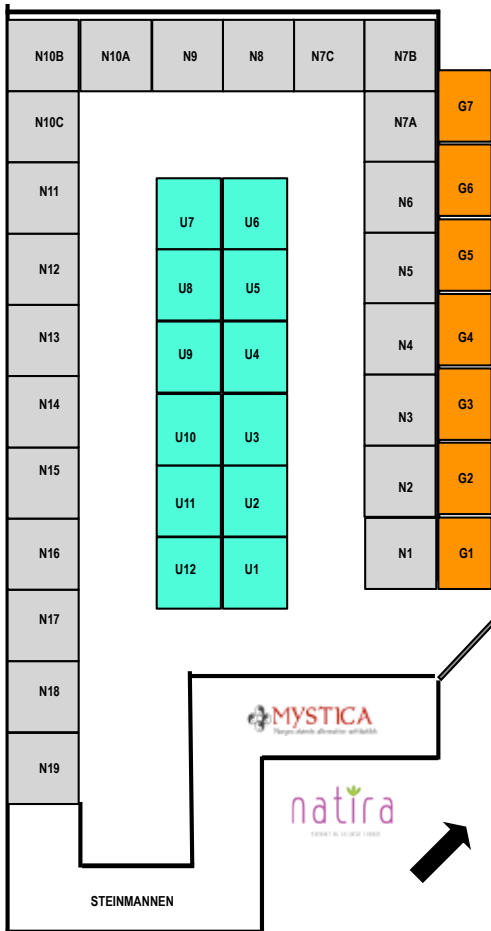 N10B N10A N9 N8 N7C N7B
N10C N7A G7
N11 N6 G6
U7 U6
N12 N5 G5
U8 U5
N13 N4 G4
U9 U4
N14 N3 G3
U10 U3
N15 N2 G2
U11 U2
N16 N1 G1
U12 U1
N17
N18
MYSTICA
N19
natira
STEINMANNEN